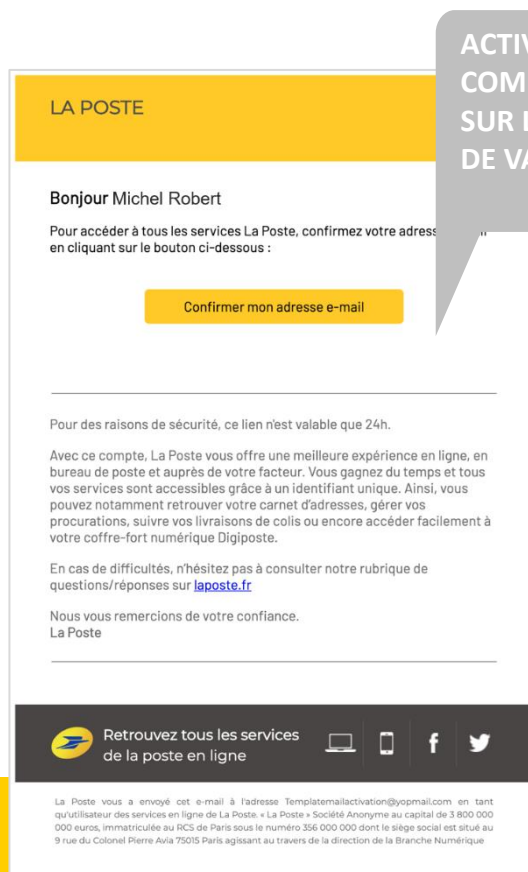 ACTIV
COM
SUR
DE VA
LA POSTE
Bonjour Michel Robert
Pour accéder à tous les services La Poste, confirmez votre
en cliquant sur le bouton ci-dessous :
Confirmer mon adresse e-mail
Pour des raisons de sécurité, ce lien n'est valable que 24h.
Avec ce compte, La Poste vous offre une meilleure expérience en ligne, en
bureau de poste et auprès de votre facteur. Vous gagnez du temps et tous
vos services sont accessibles grâce à un identifiant unique. Ainsi, vous
pouvez notamment retrouver votre carnet d'adresses, gérer vos
procurations, suivre vos livraisons de colis ou encore accéder facilement à
votre coffre-fort numérique Digiposte.
En cas de difficultés, n'hésitez pas à consulter notre rubrique de
questions/réponses sur laposte.fr
Nous vous remercions de votre confiance.
La Poste
Retrouvez tous les services
de la poste en ligne
La Poste vous a envoyé cet e-mail à l'adresse Templatemailactivation@yopmail.com en tant
qu'utilisateur des services en ligne de La Poste. « La Poste » Société Anonyme au capital de 3 800 000
000 euros, immatriculée au RCS de Paris sous le numéro 356 000 000 dont le siège social est situé au
9 rue du Colonel Pierre Avia 75015 Paris agissant au travers de la direction de la Branche Numérique